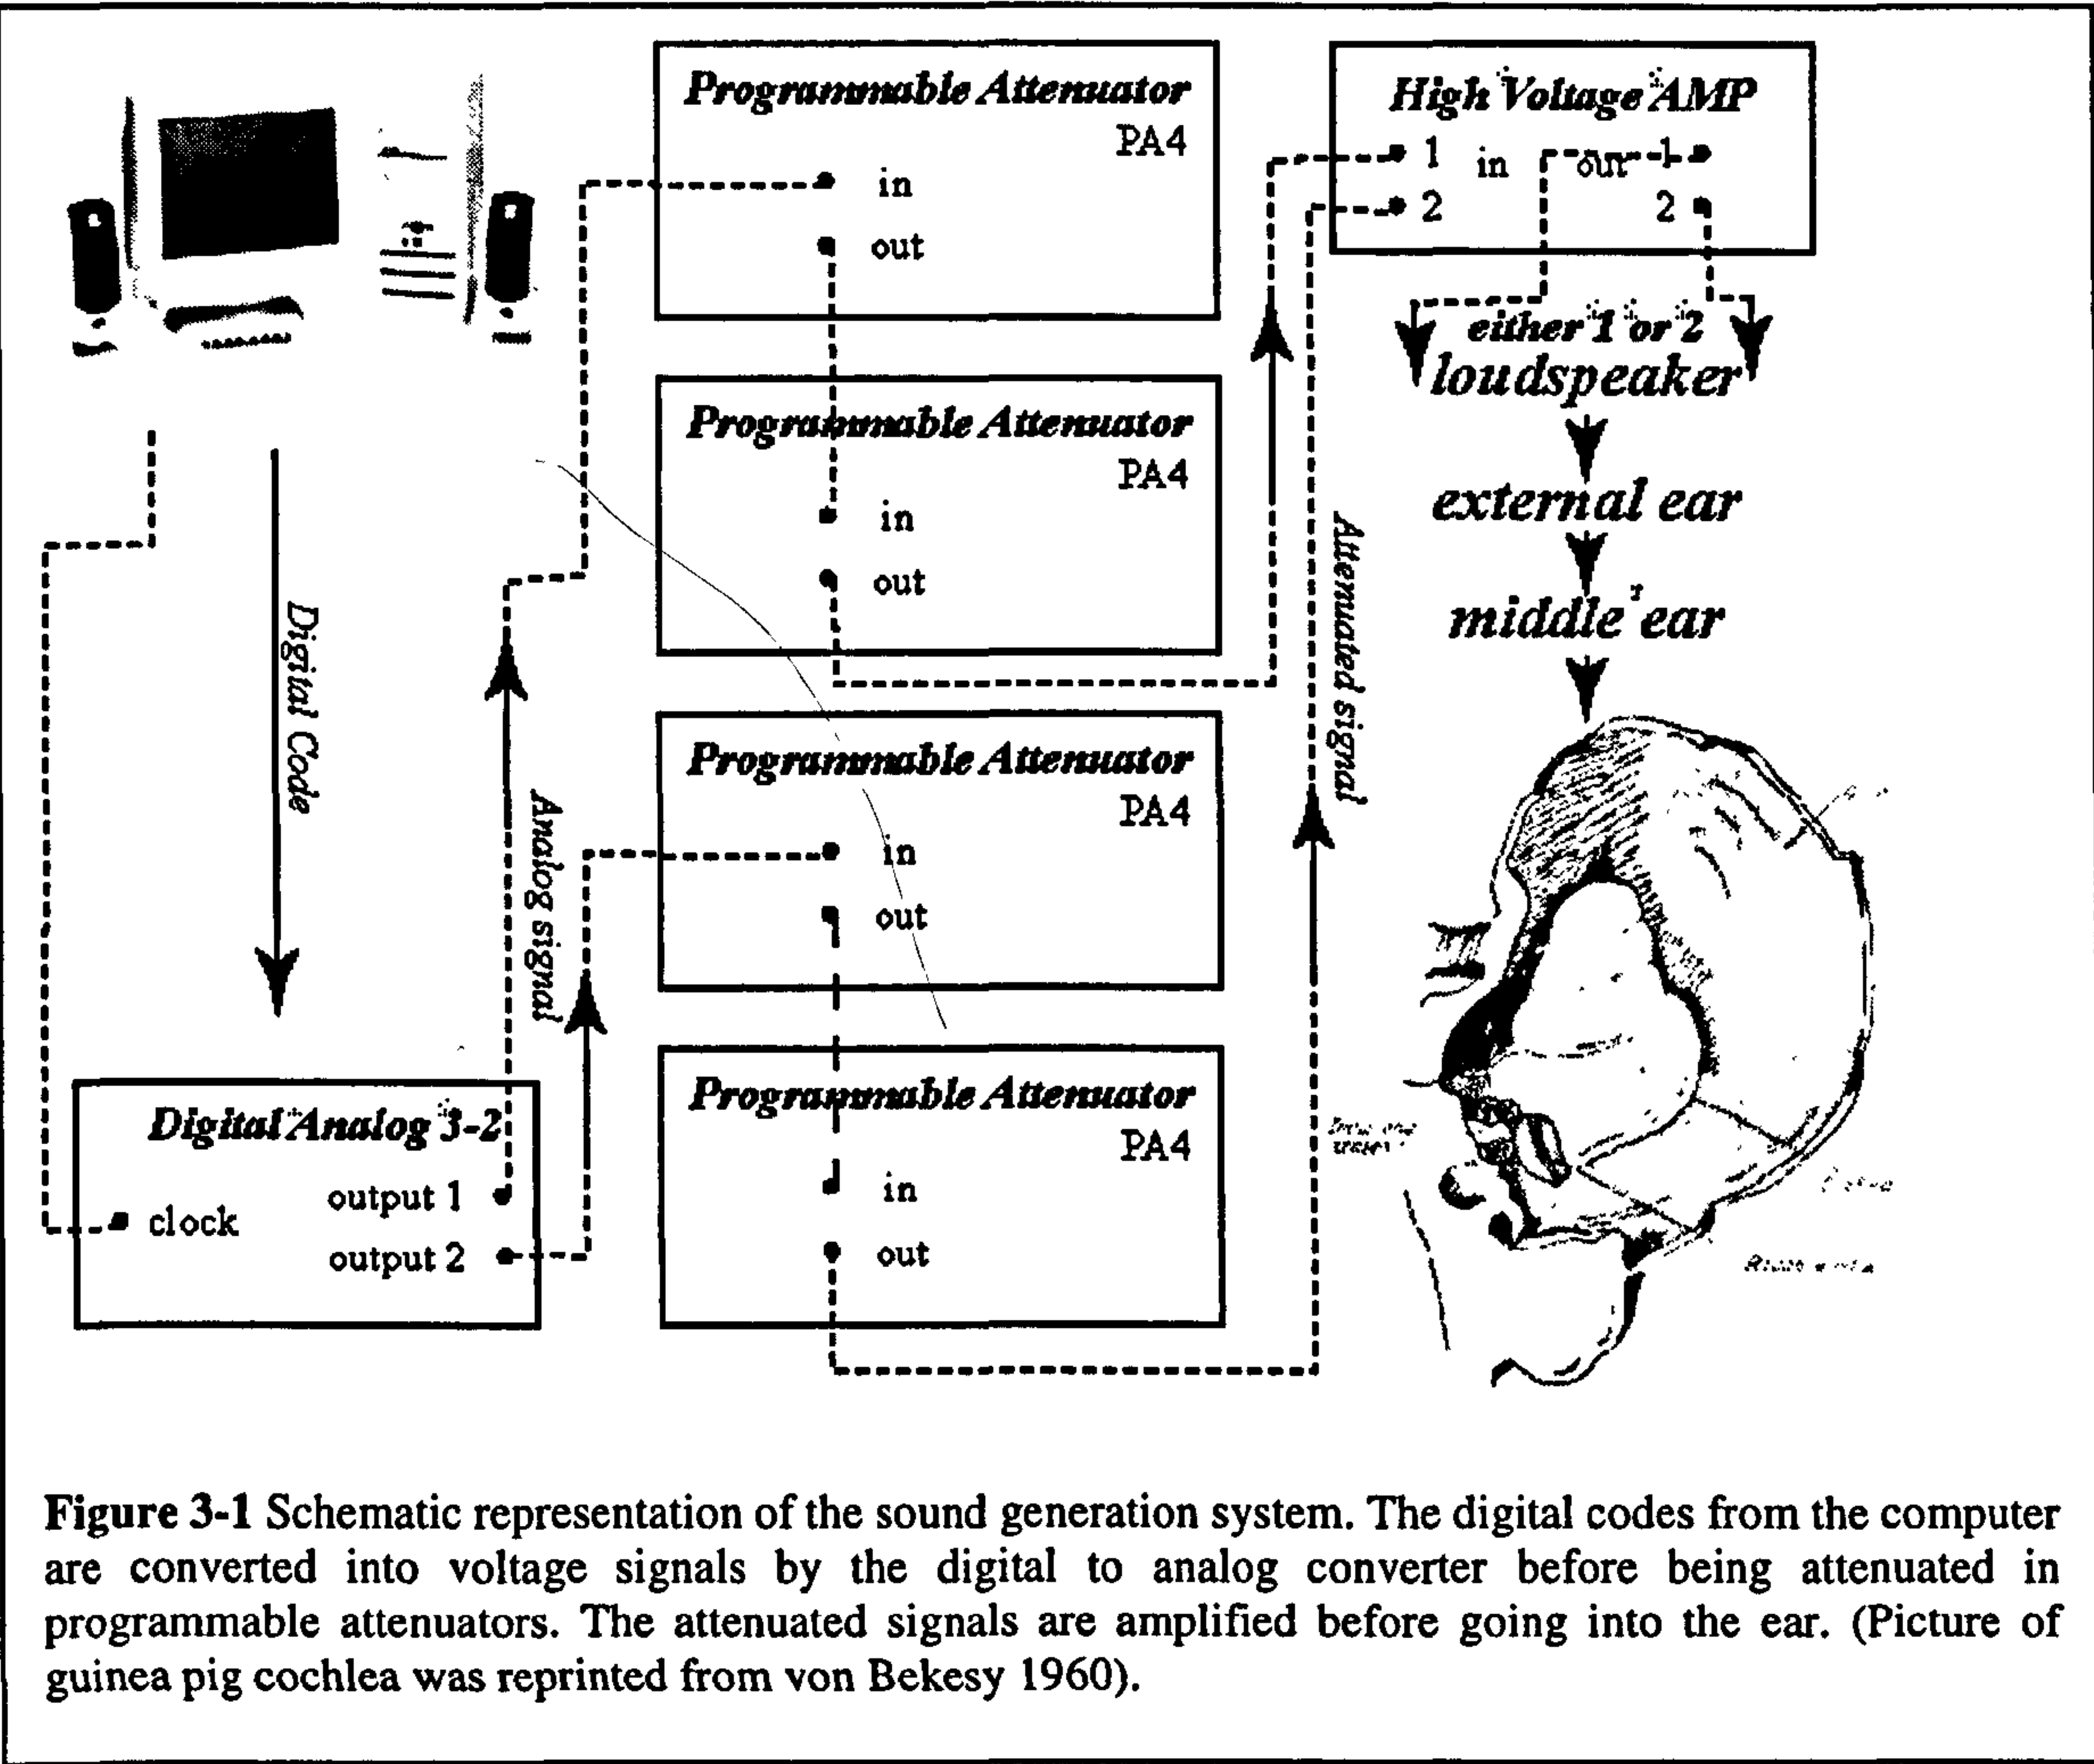 Programmable Attenuator
PA4
in
out
Programmable Attenuator
PA4
in
out
Programmable Attenuator
PA4
in
out
Programmable Attenuator
PA4
in
out
High Voltage AMP
1 in out 1
2 2
either 1 or 2
loudspeaker
external ear
middle ear
Digital Code
Analog signal
Attenuated signal
Digital Analog 3-2
output 1
clock
output 2
Figure 3-1 Schematic representation of the sound generation system. The digital codes from the computer
are converted into voltage signals by the digital to analog converter before being attenuated in
programmable attenuators. The attenuated signals are amplified before going into the ear. (Picture of
guinea pig cochlea was reprinted from von Bekesy 1960).